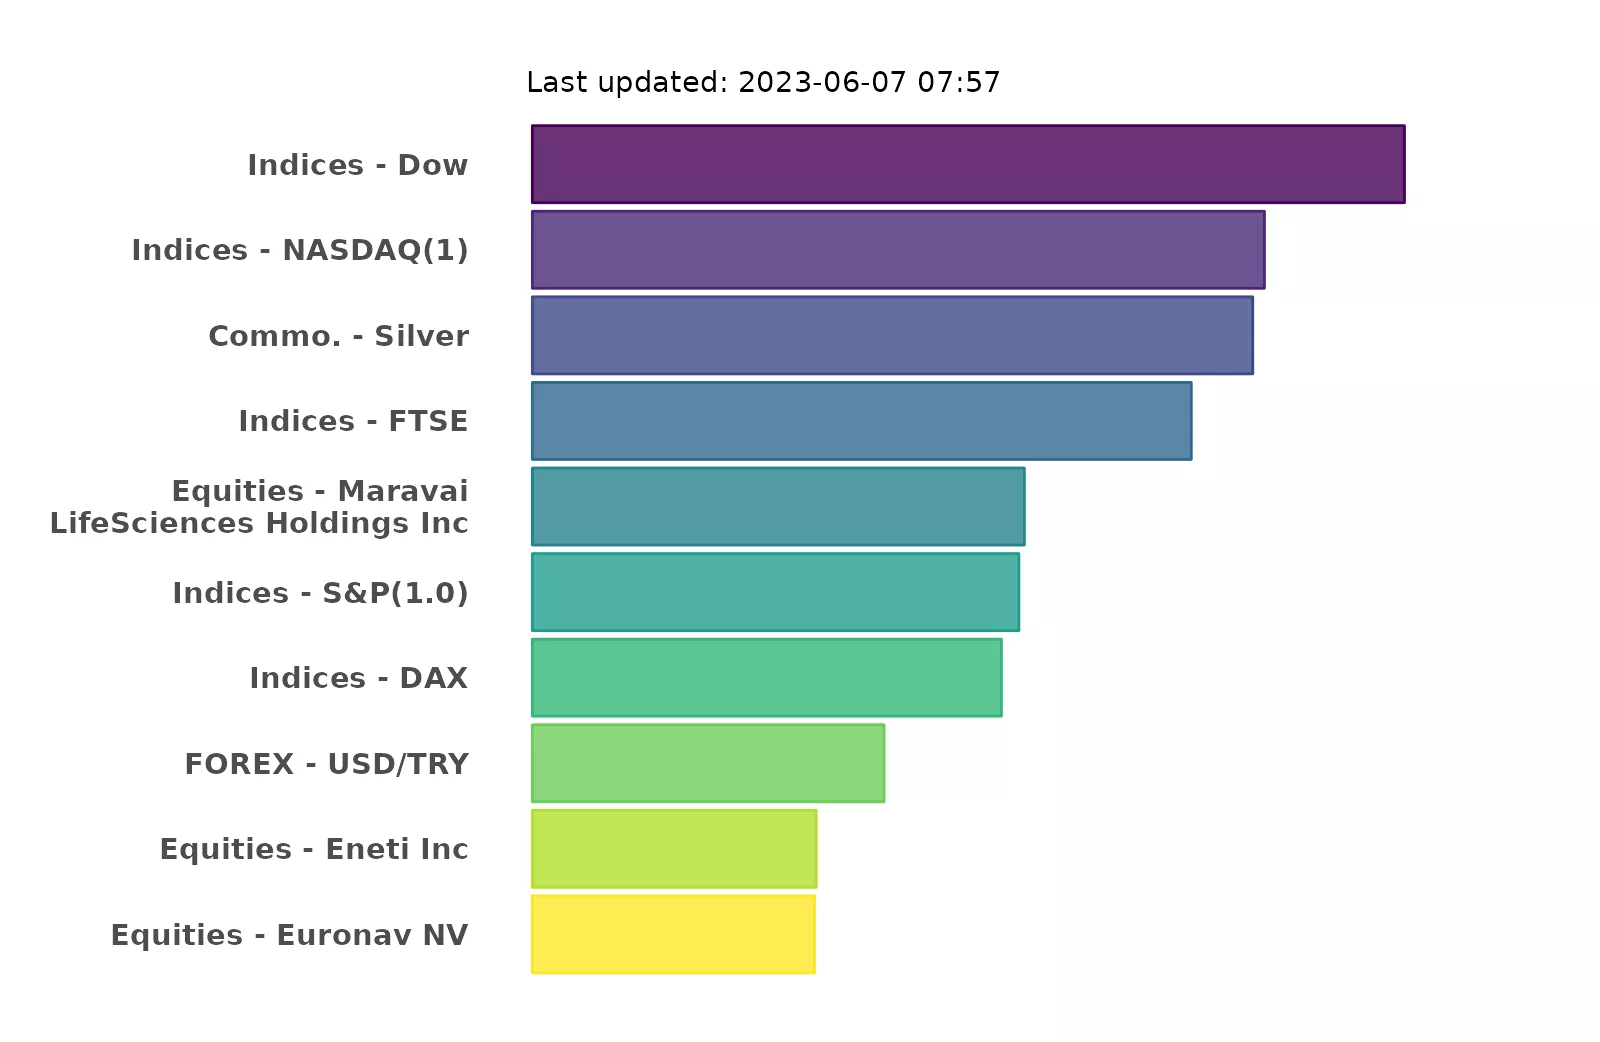 Last updated: 2023-06-07 07:57
Indices - Dow
Indices - NASDAQ(1)
Commo. - Silver
Indices - FTSE
Equities - Maravai
LifeSciences Holdings Inc
Indices - S&P(1.0)
Indices - DAX
FOREX - USD/TRY
Equities - Eneti Inc
Equities - Euronav NV